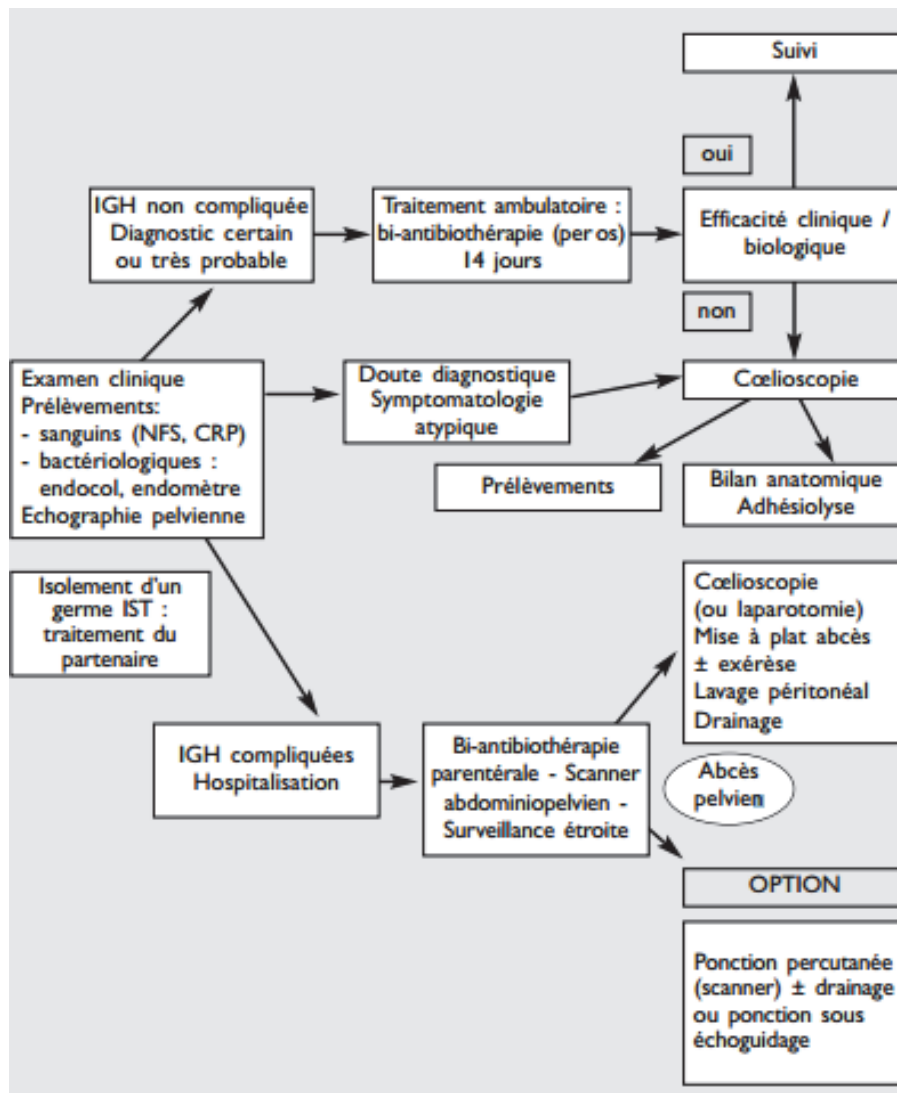 Suivi
oui
IGH non compliquée
Diagnostic certain
ou très probable
Traitement ambulatoire :
bi-antibiothérapie (per os)
14 jours
Efficacité clinique /
biologique
non
Examen clinique
Prélèvements:
- sanguins (NFS, CRP)
- bactériologiques :
endocol, endomètre
Echographie pelvienne
Doute diagnostique
Symptomatologie
atypique
Cœlioscopie
Prélèvements
Bilan anatomique
Adhésiolyse
Isolement d'un
germe IST :
traitement du
partenaire
Cœlioscopie
(ou laparotomie)
Mise à plat abcès
± exérèse
Lavage péritonéal
Drainage
IGH compliquées
Hospitalisation
Bi-antibiothérapie
parentérale - Scanner
abdominiopelvien -
Surveillance étroite
Abcès
pelvien
OPTION
Ponction percutanée
(scanner) ± drainage
ou ponction sous
échoguidage